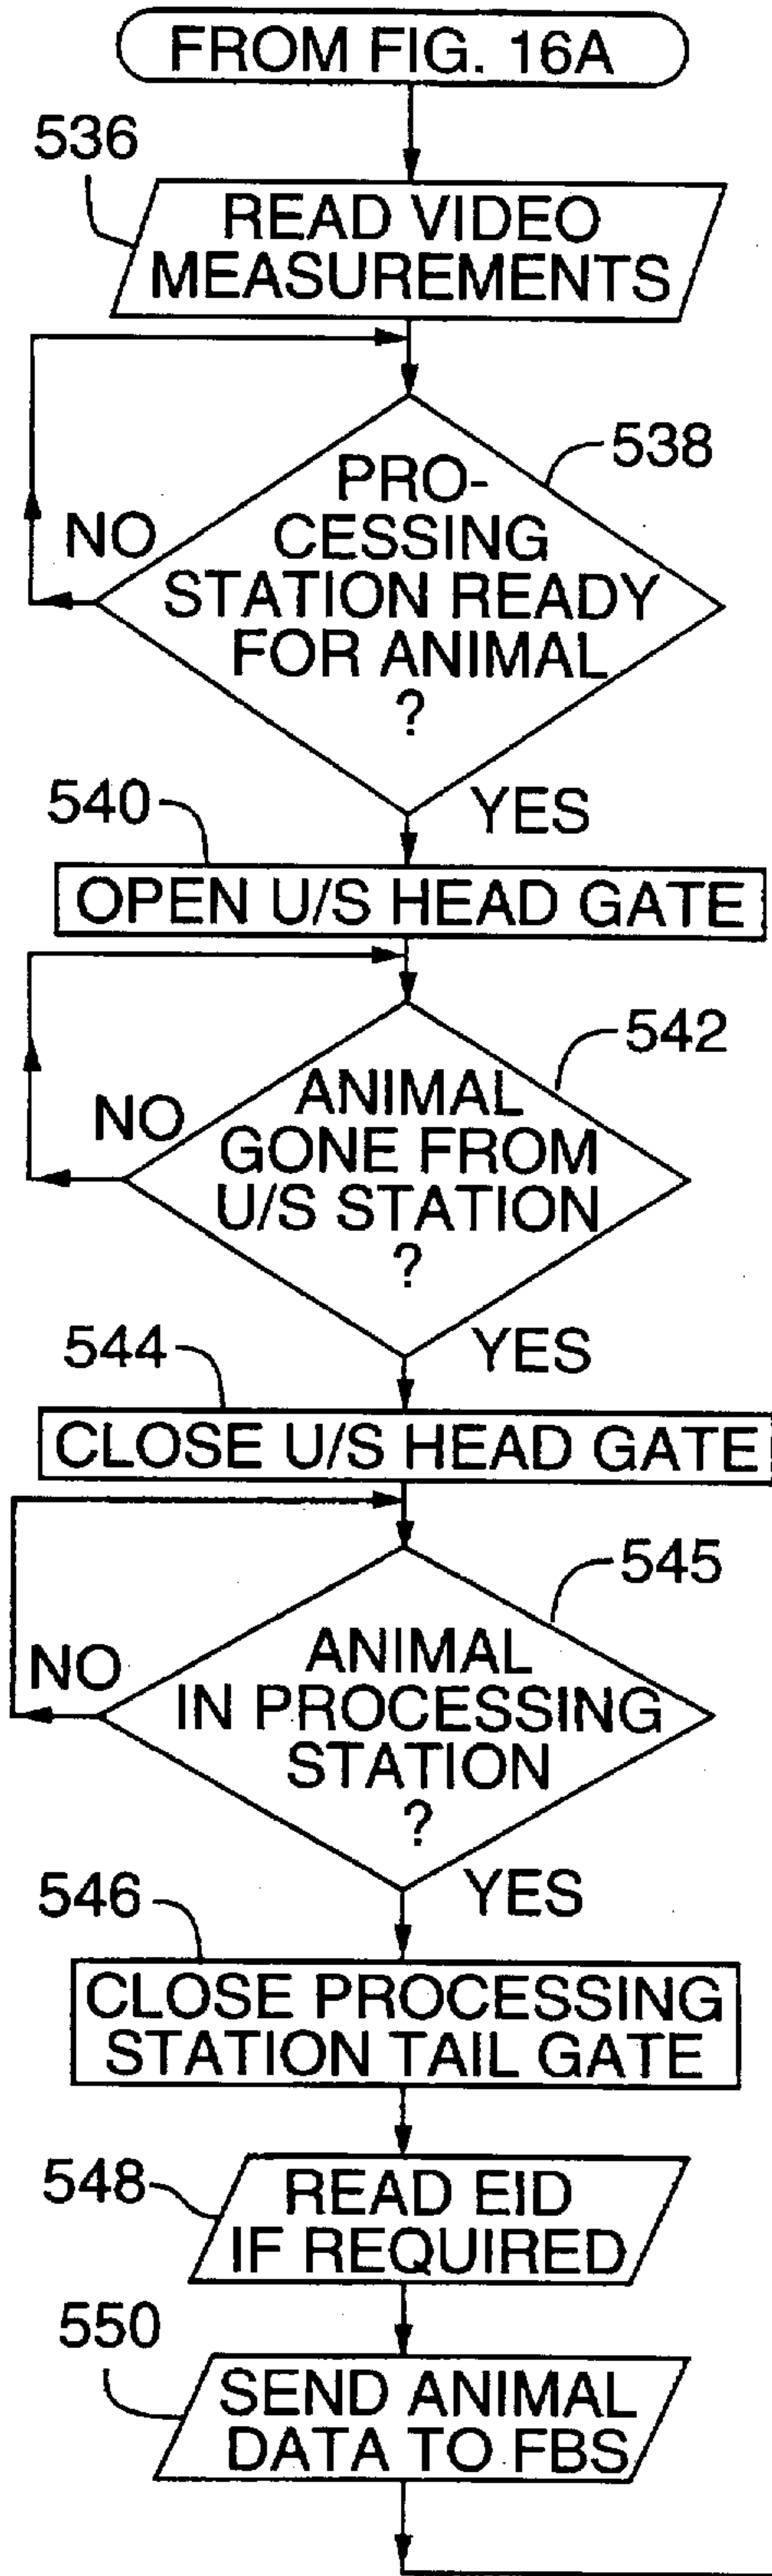 FROM FIG. 16A
536
READ VIDEO
MEASUREMENTS
538
PRO-
CESSING
STATION READY
FOR ANIMAL
?
NO
YES
540
OPEN U/S HEAD GATE
542
ANIMAL
GONE FROM
U/S STATION
?
NO
YES
544
CLOSE U/S HEAD GATE
545
ANIMAL
IN PROCESSING
STATION
?
NO
YES
546
CLOSE PROCESSING
STATION TAIL GATE
548
READ EID
IF REQUIRED
550
SEND ANIMAL
DATA TO FBS